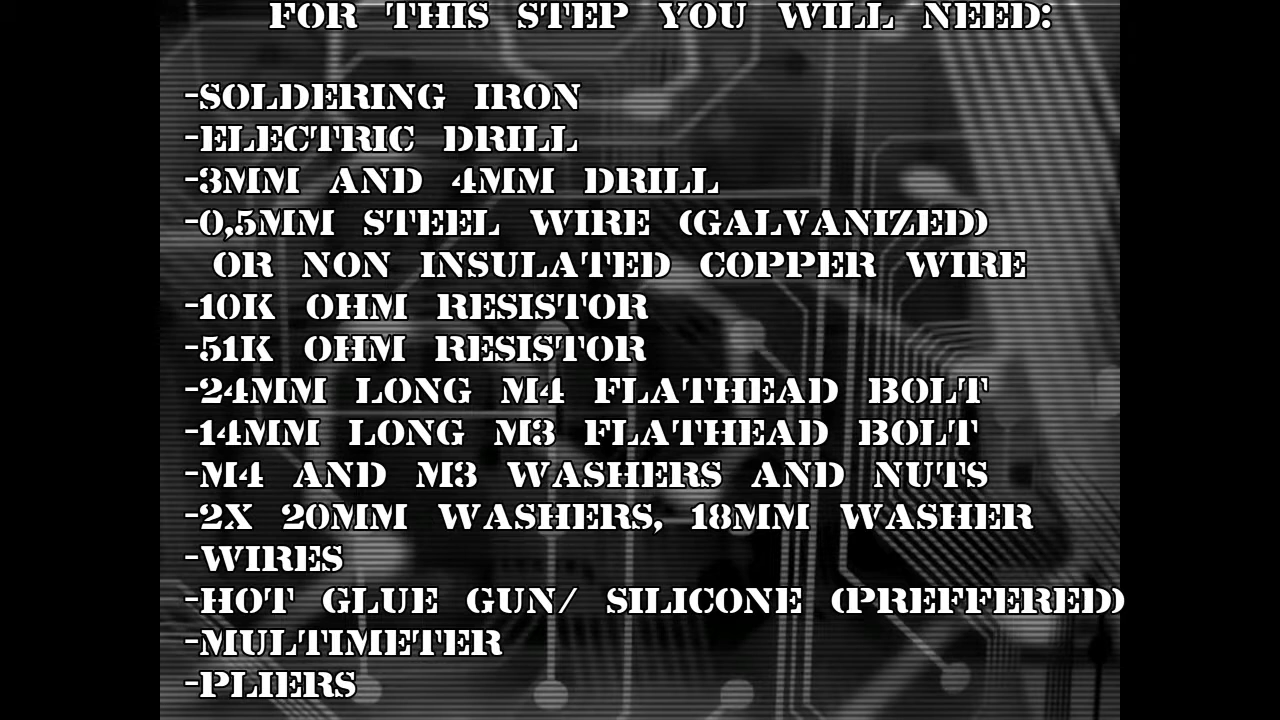 FOR THIS STEP YOU WILL NEED:
-SOLDERING IRON
-ELECTRIC DRILL
-3MM AND 4MM DRILL
-0,5MM STEEL WIRE (GALVANIZED)
OR NON INSULATED COPPER WIRE
-10K OHM RESISTOR
-51K OHM RESISTOR
-24MM LONG M4 FLATHEAD BOLT
-14MM LONG M3 FLATHEAD BOLT
-M4 AND M3 WASHERS AND NUTS
-2X 20MM WASHERS, 18MM WASHER
-WIRES
-HOT GLUE GUN/ SILICONE (PREFFERED)
-MULTIMETER
-PLIERS